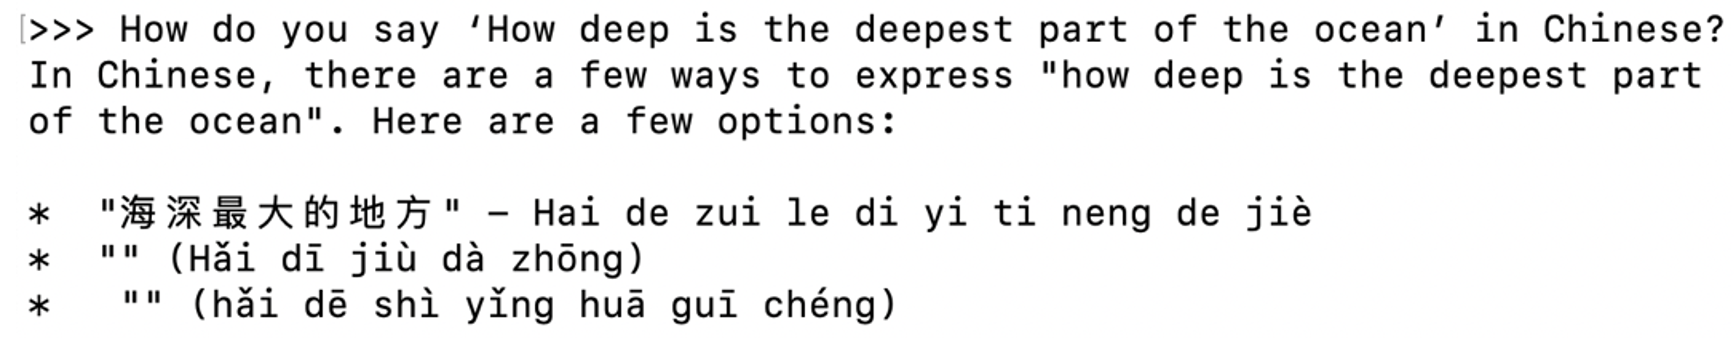 >>> How do you say ‘How deep is the deepest part of the ocean’ in Chinese?
In Chinese, there are a few ways to express "how deep is the deepest part
of the ocean". Here are a few options:
*  "海深最大的地方" – Hai de zui le di yi ti neng de jiè
*  "" (Hǎi dī jiù dà zhōng)
*   "" (hǎi dē shì yǐng huā guī chéng)